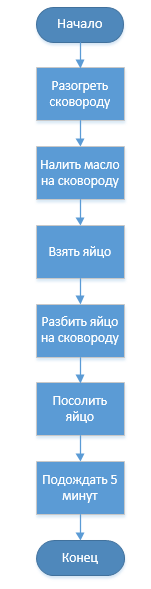 Начало
Разогреть
сковороду
Налить масло
на сковороду
Взять яйцо
Разбить яйцо
на сковороду
Посолить
яйцо
Подождать 5
минут
Конец